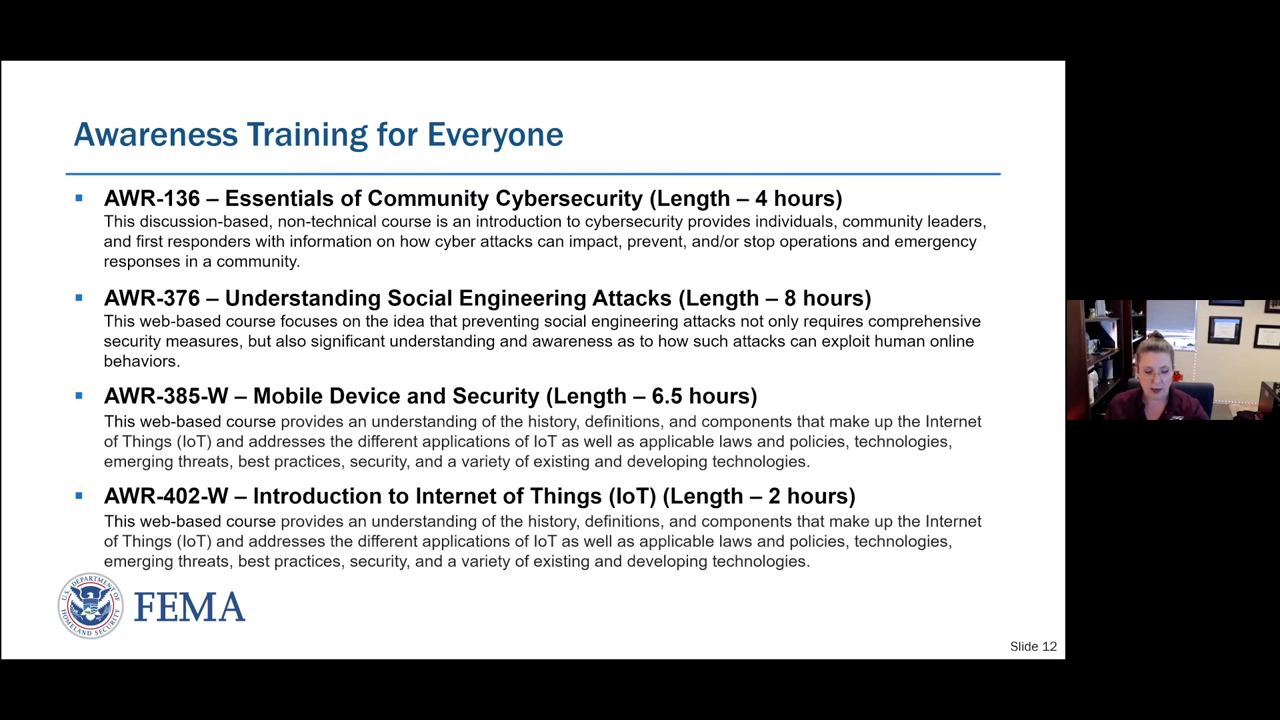 Awareness Training for Everyone
AWR-136 – Essentials of Community Cybersecurity (Length – 4 hours)
This discussion-based, non-technical course is an introduction to cybersecurity provides individuals, community leaders,
and first responders with information on how cyber attacks can impact, prevent, and/or stop operations and emergency
responses in a community.
AWR-376 – Understanding Social Engineering Attacks (Length – 8 hours)
This web-based course focuses on the idea that preventing social engineering attacks not only requires comprehensive
security measures, but also significant understanding and awareness as to how such attacks can exploit human online
behaviors.
AWR-385-W – Mobile Device and Security (Length – 6.5 hours)
This web-based course provides an understanding of the history, definitions, and components that make up the Internet
of Things (IoT) and addresses the different applications of IoT as well as applicable laws and policies, technologies,
emerging threats, best practices, security, and a variety of existing and developing technologies.
AWR-402-W – Introduction to Internet of Things (IoT) (Length – 2 hours)
This web-based course provides an understanding of the history, definitions, and components that make up the Internet
of Things (IoT) and addresses the different applications of IoT as well as applicable laws and policies, technologies,
emerging threats, best practices, security, and a variety of existing and developing technologies.
U.S. DEPARTMENT OF
HOMELAND SECURITY
FEMA
Slide 12